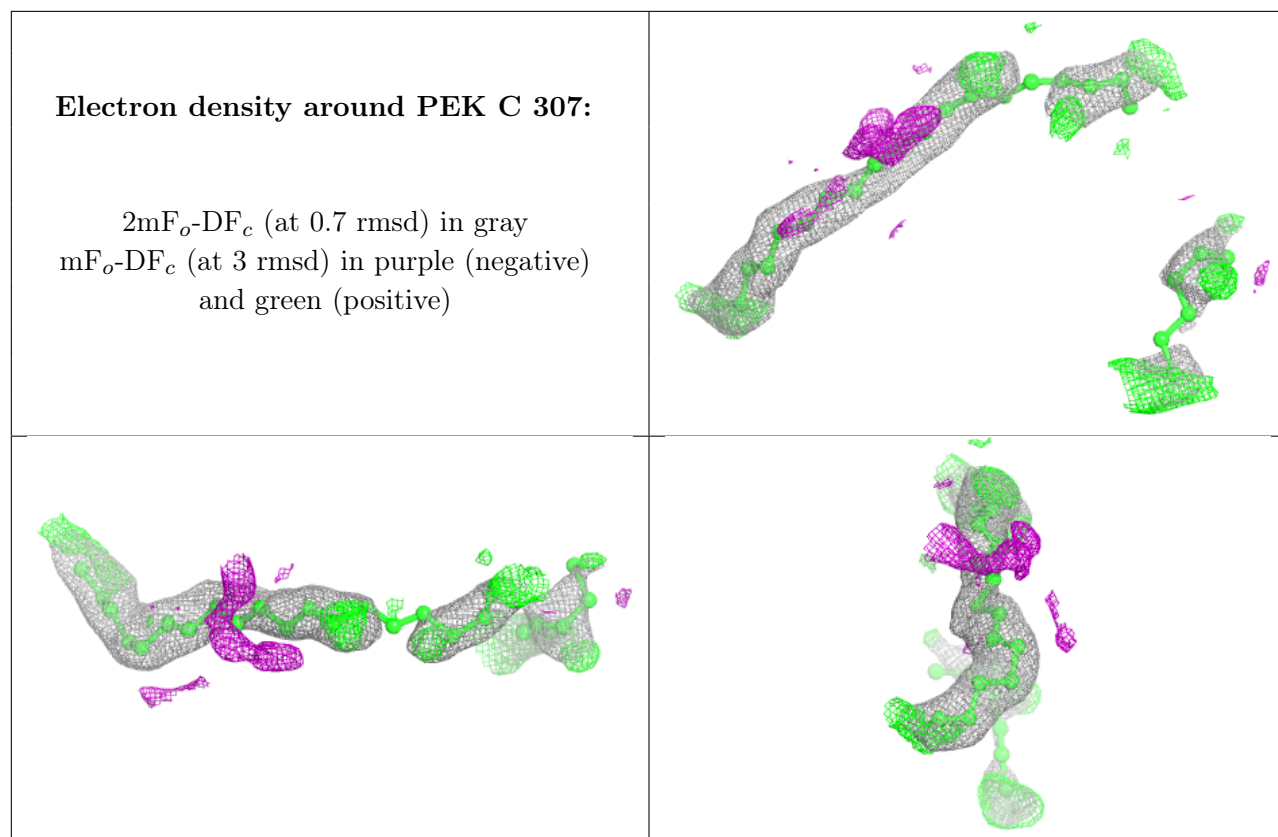 Electron density around PEK C 307:
2mFo-DFc (at 0.7 rmsd) in gray
mFo-DFc (at 3 rmsd) in purple (negative)
and green (positive)